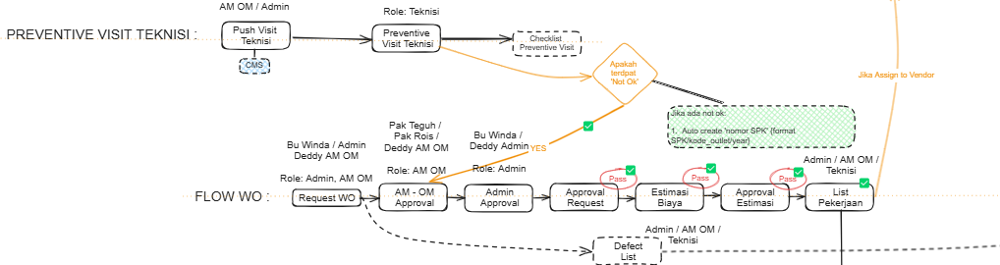 AM OM / Admin
Role: Teknisi
PREVENTIVE VISIT TEKNISI :
Push Visit
Teknisi
CMS
Preventive
Visit Teknisi
Checklist
Preventive Visit
Apakah
terdpat
'Not Ok'
Jika Assign to Vendor
Jika ada not ok:
1. Auto create 'nomor SPK' {format
SPK/kode_outlet/year}
YES
Pak Teguh /
Pak Rois /
Deddy AM OM
Bu Winda /
Deddy Admin
Bu Winda / Admin
Deddy AM OM
Role: Admin, AM OM
Role: AM OM
Role: Admin
Admin / AM OM /
Teknisi
FLOW WO :
Request WO
AM - OM
Approval
Admin
Approval
Pass
Approval
Request
Pass
Estimasi
Biaya
Pass
Approval
Estimasi
List
Pekerjaan
Admin / AM OM /
Teknisi
Defect
List